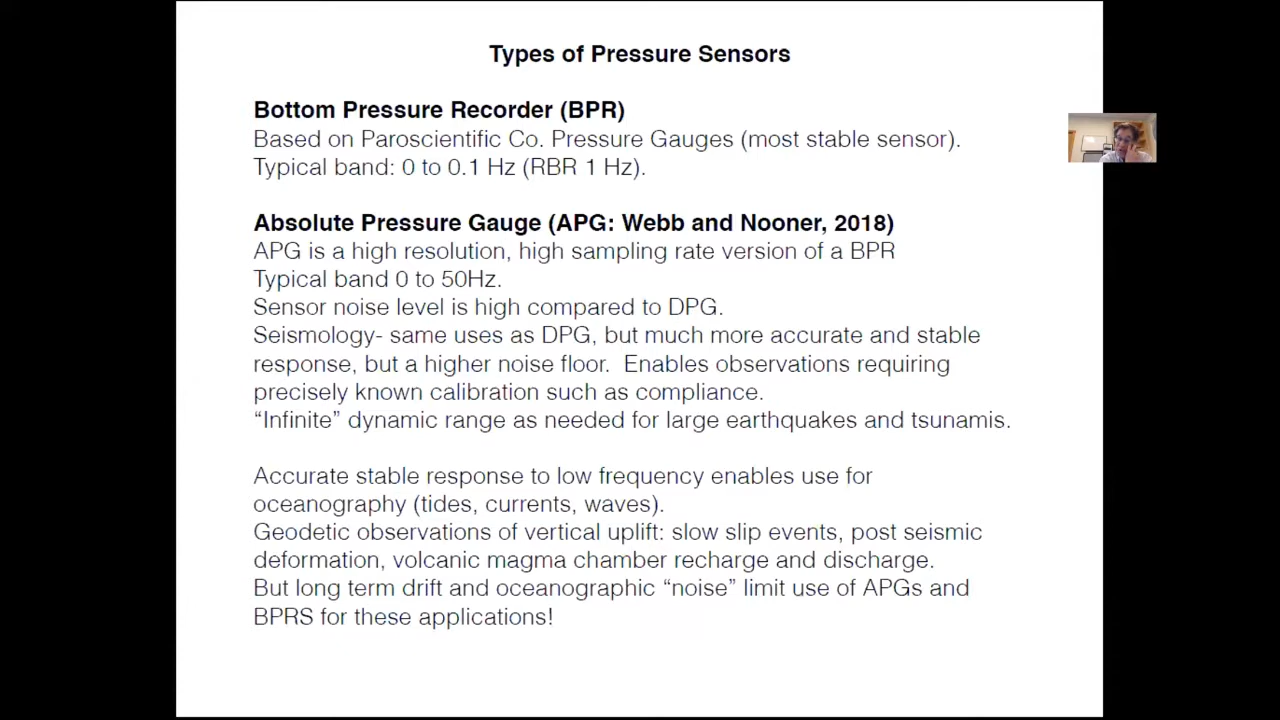 Types of Pressure Sensors
Bottom Pressure Recorder (BPR)
Based on Paroscientific Co. Pressure Gauges (most stable sensor).
Typical band: 0 to 0.1 Hz (RBR 1 Hz).
Absolute Pressure Gauge (APG: Webb and Nooner, 2018)
APG is a high resolution, high sampling rate version of a BPR
Typical band 0 to 50Hz.
Sensor noise level is high compared to DPG.
Seismology- same uses as DPG, but much more accurate and stable
response, but a higher noise floor.  Enables observations requiring
precisely known calibration such as compliance.
“Infinite” dynamic range as needed for large earthquakes and tsunamis.
Accurate stable response to low frequency enables use for
oceanography (tides, currents, waves).
Geodetic observations of vertical uplift: slow slip events, post seismic
deformation, volcanic magma chamber recharge and discharge.
But long term drift and oceanographic “noise” limit use of APGs and
BPRS for these applications!